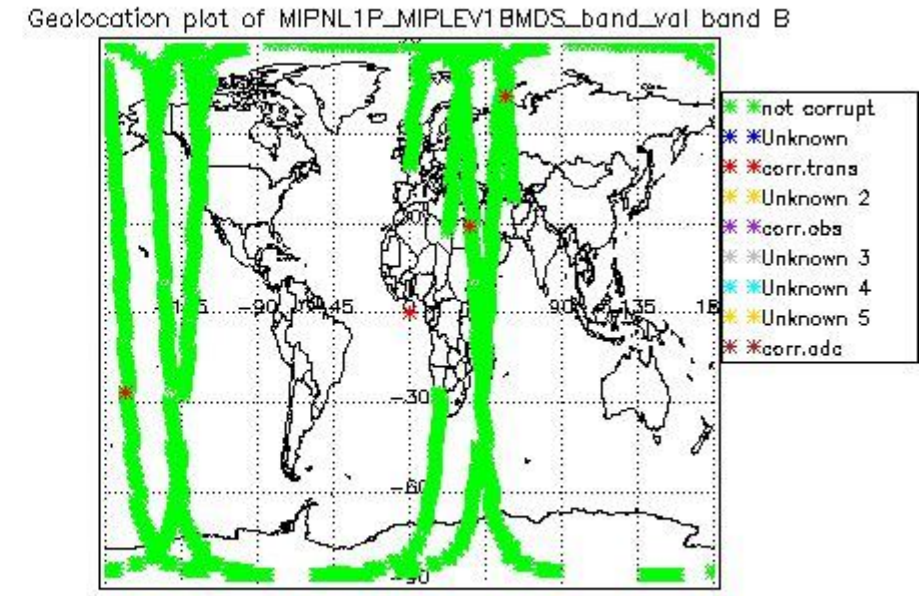 Geolocation plot of MIPNL1P_MIPLEV1BMDS_band_val band B
not corrupt
Unknown
corr.trans
Unknown 2
corr.obs
Unknown 3
Unknown 4
Unknown 5
corr.adc
-90
-45
90
135
-30
-60
-90